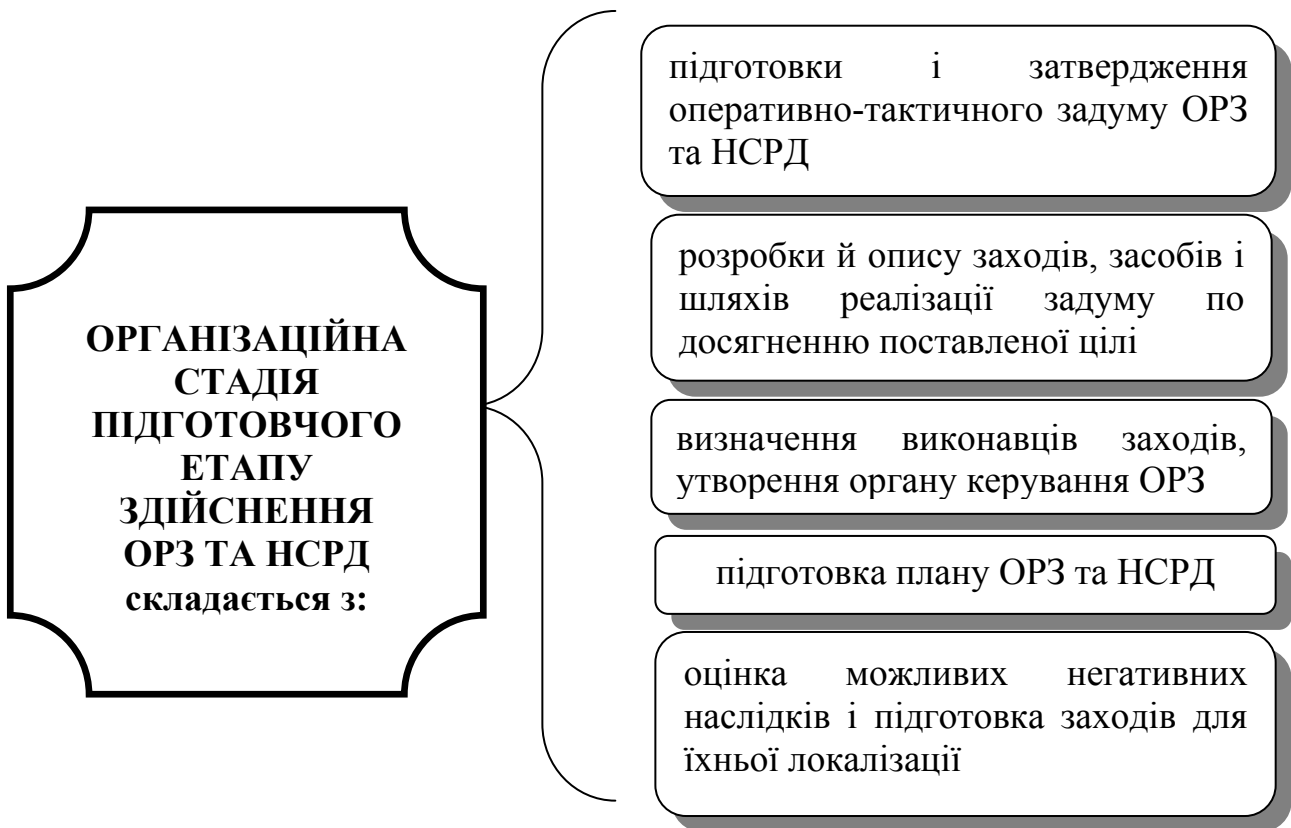 ОРГАНІЗАЦІЙНА
СТАДІЯ
ПІДГОТОВЧОГО
ЕТАПУ
ЗДІЙСНЕННЯ
ОРЗ ТА НСРД
складається з:
підготовки і затвердження
оперативно-тактичного задуму ОРЗ
та НСРД
розробки й опису заходів, засобів і
шляхів реалізації задуму по
досягненню поставленої цілі
визначення виконавців заходів,
утворення органу керування ОРЗ
підготовка плану ОРЗ та НСРД
оцінка можливих негативних
наслідків і підготовка заходів для
їхньої локалізації